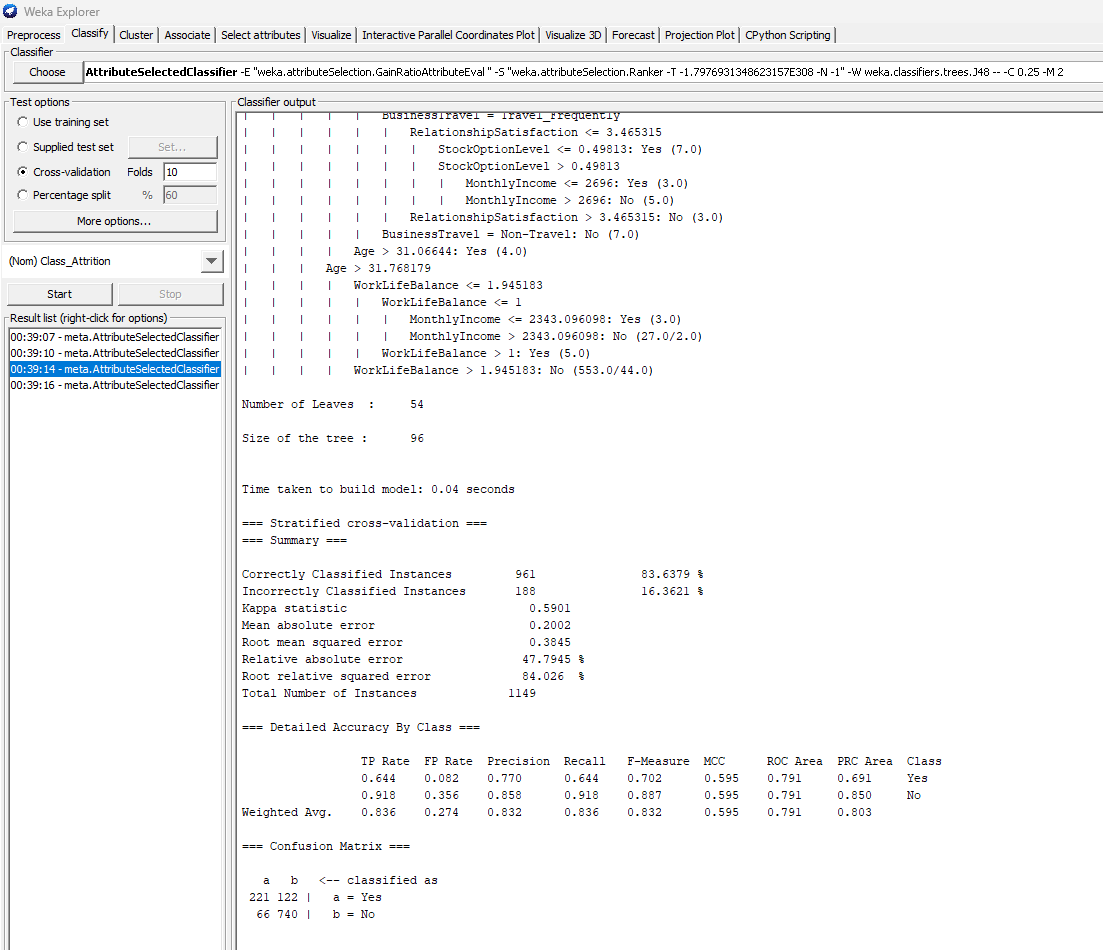 Weka Explorer
Preprocess Classify Cluster Associate Select attributes Visualize Interactive Parallel Coordinates Plot Visualize 3D Forecast Projection Plot CPython Scripting
Classifier
Choose AttributeSelectedClassifier -E "weka.attributeSelection.GainRatioAttributeEval " -S "weka.attributeSelection.Ranker -T -1.7976931348623157E308 -N -1" -W weka.classifiers.trees.J48 -- -C 0.25 -M 2
Test options
Use training set
Supplied test set Set...
Cross-validation Folds 10
Percentage split % 60
More options...
(Nom) Class_Attrition
Start Stop
Result list (right-click for options)
00:39:07 - meta.AttributeSelectedClassifier
00:39:10 - meta.AttributeSelectedClassifier
00:39:14 - meta.AttributeSelectedClassifier
00:39:16 - meta.AttributeSelectedClassifier
Classifier output
| | | | | BusinessTravel = Travel_Frequently
| | | | | | RelationshipSatisfaction <= 3.465315
| | | | | | | StockOptionLevel <= 0.49813: Yes (7.0)
| | | | | | | StockOptionLevel > 0.49813
| | | | | | | | MonthlyIncome <= 2696: Yes (3.0)
| | | | | | | | MonthlyIncome > 2696: No (5.0)
| | | | | | RelationshipSatisfaction > 3.465315: No (3.0)
| | | | | BusinessTravel = Non-Travel: No (7.0)
| | | | Age > 31.06644: Yes (4.0)
| | | Age > 31.768179
| | | | WorkLifeBalance <= 1.945183
| | | | | WorkLifeBalance <= 1
| | | | | | MonthlyIncome <= 2343.096098: Yes (3.0)
| | | | | | MonthlyIncome > 2343.096098: No (27.0/2.0)
| | | | | WorkLifeBalance > 1: Yes (5.0)
| | | | WorkLifeBalance > 1.945183: No (553.0/44.0)
Number of Leaves : 54
Size of the tree : 96
Time taken to build model: 0.04 seconds
=== Stratified cross-validation ===
=== Summary ===
Correctly Classified Instances 961 83.6379 %
Incorrectly Classified Instances 188 16.3621 %
Kappa statistic 0.5901
Mean absolute error 0.2002
Root mean squared error 0.3845
Relative absolute error 47.7945 %
Root relative squared error 84.026 %
Total Number of Instances 1149
=== Detailed Accuracy By Class ===
TP Rate FP Rate Precision Recall F-Measure MCC ROC Area PRC Area Class
0.644 0.082 0.770 0.644 0.702 0.595 0.791 0.691 Yes
0.918 0.356 0.858 0.918 0.887 0.595 0.791 0.850 No
Weighted Avg. 0.836 0.274 0.832 0.836 0.832 0.595 0.791 0.803
=== Confusion Matrix ===
a b <-- classified as
221 122 | a = Yes
66 740 | b = No